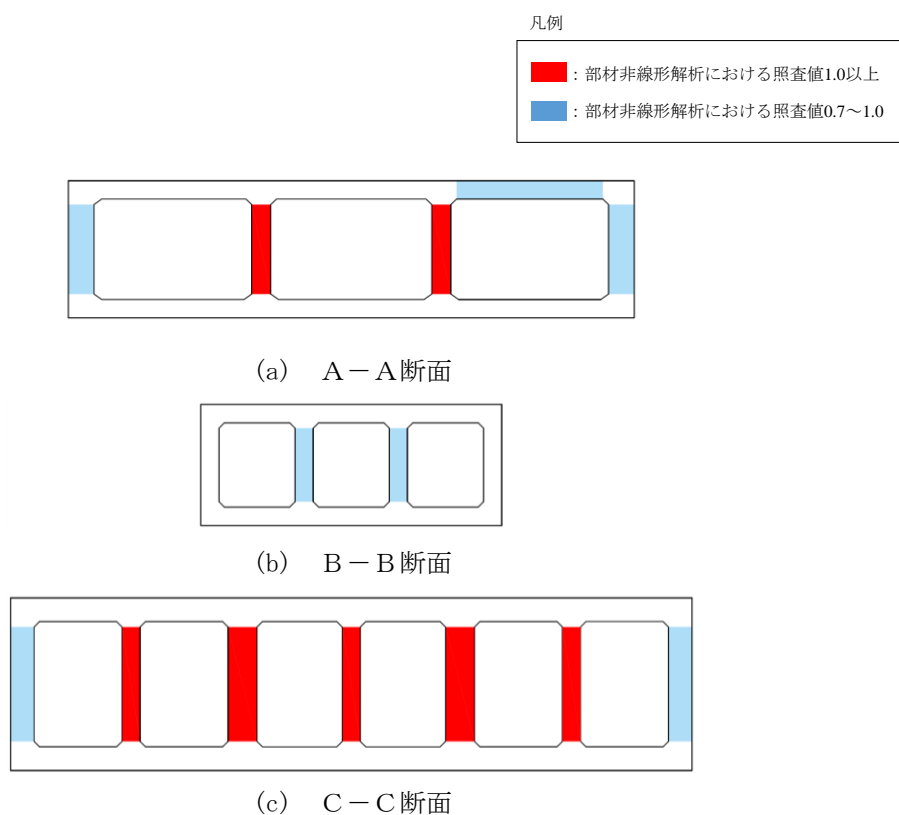 凡例
：部材非線形解析における照査値1.0以上
：部材非線形解析における照査値0.7～1.0
(a)　A－A断面
(b)　B－B断面
(c)　C－C断面